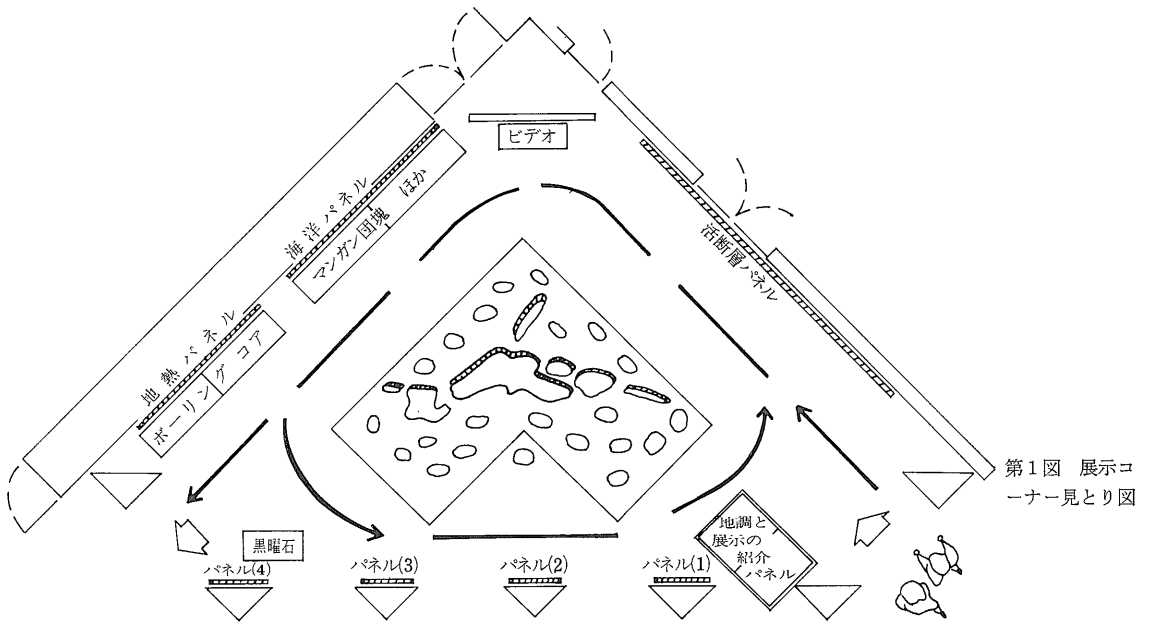 ビデオ
海洋パネル
マンガン団塊 ほか
地熱パネル
ボーリングコア
活断層パネル
第1図 展示コ
ーナー見とり図
地調と
展示の
紹介
パネル
黒曜石
パネル(4)
パネル(3)
パネル(2)
パネル(1)